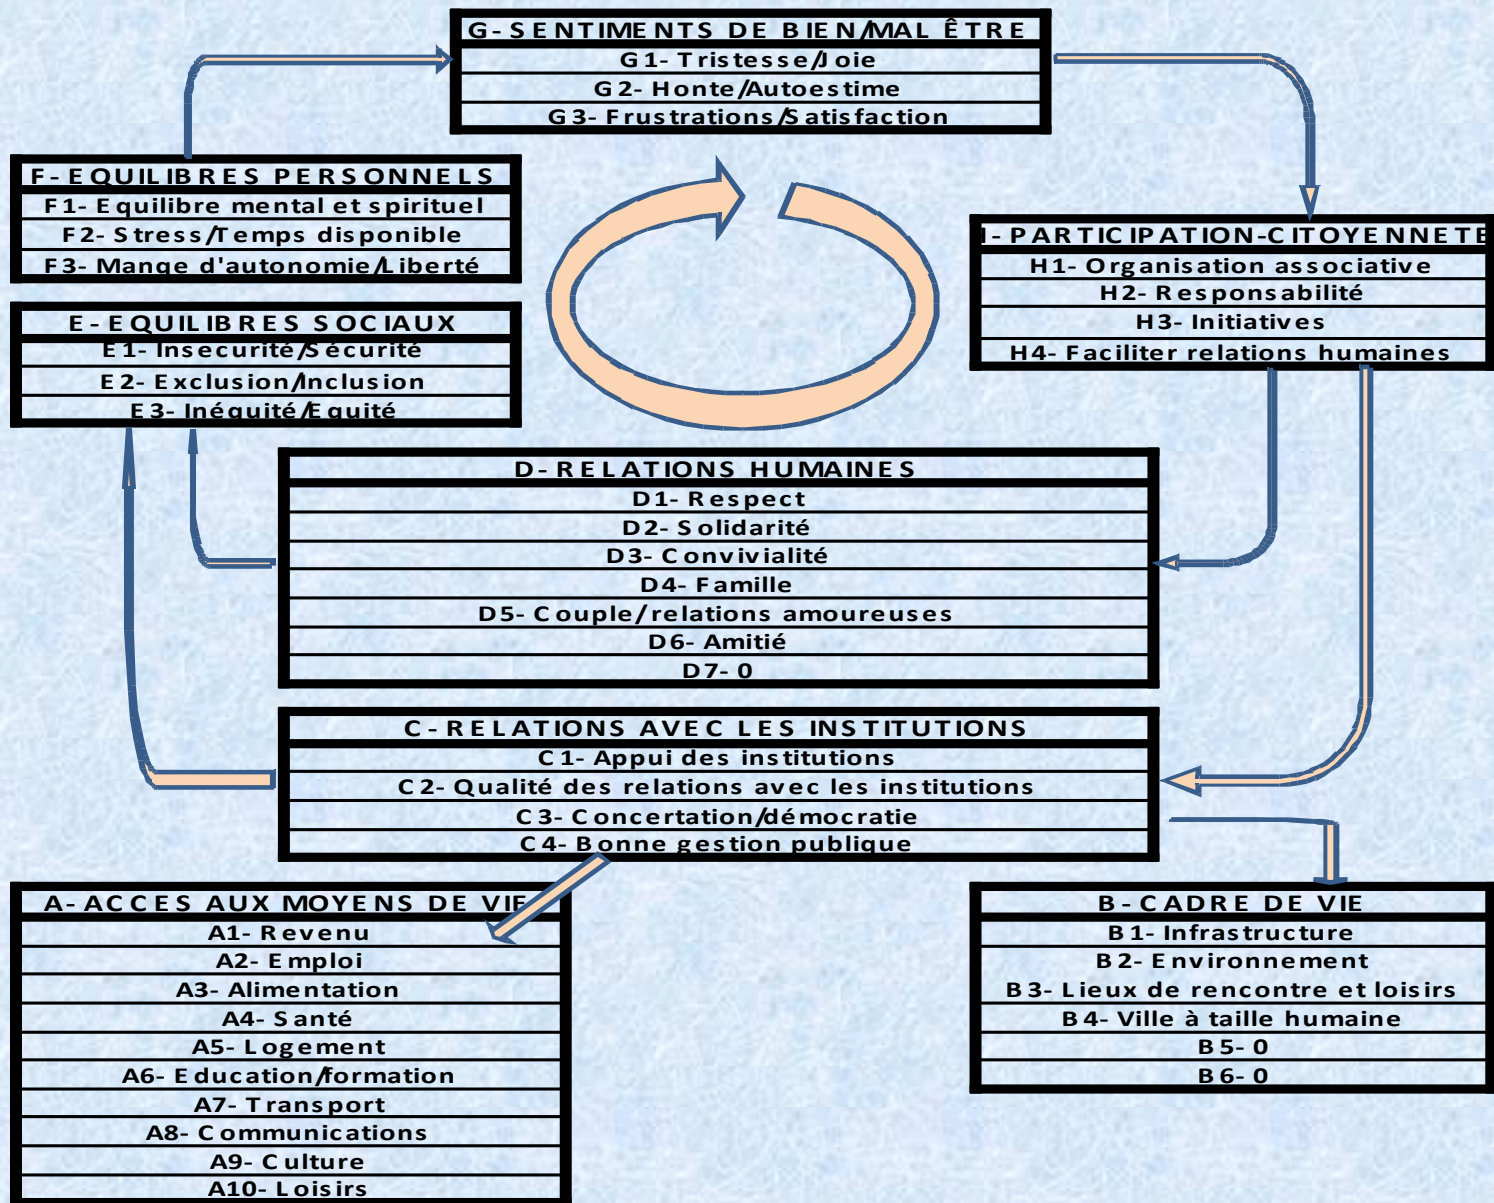 G- SENTIMENTS DE BIEN/MAL ÊTRE
G1- Tristesse/Joie
G2- Honte/Autoestime
G3- Frustrations/Satisfaction
F- EQUILIBRES PERSONNELS
F1- Equilibre mental et spirituel
F2- Stress/Temps disponible
F3- Manqe d'autonomie/Liberté
- PARTICIPATION-CITOYENNETE
H1- Organisation associative
H2- Responsabilité
H3- Initiatives
H4- Faciliter relations humaines
E- EQUILIBRES SOCIAUX
E1- Insecurité/Sécurité
E2- Exclusion/Inclusion
E3- Inéquité/Equité
D- RELATIONS HUMAINES
D1- Respect
D2- Solidarité
D3- Convivialité
D4- Famille
D5- Couple/relations amoureuses
D6- Amitié
D7- 0
C- RELATIONS AVEC LES INSTITUTIONS
C1- Appui des institutions
C2- Qualité des relations avec les institutions
C3- Concertation/démocratie
C4- Bonne gestion publique
A- ACCES AUX MOYENS DE VIE
A1- Revenu
A2- Emploi
A3- Alimentation
A4- Santé
A5- Logement
A6- Education/formation
A7- Transport
A8- Communications
A9- Culture
A10- Loisirs
B- CADRE DE VIE
B1- Infrastructure
B2- Environnement
B3- Lieux de rencontre et loisirs
B4- Ville à taille humaine
B5- 0
B6- 0